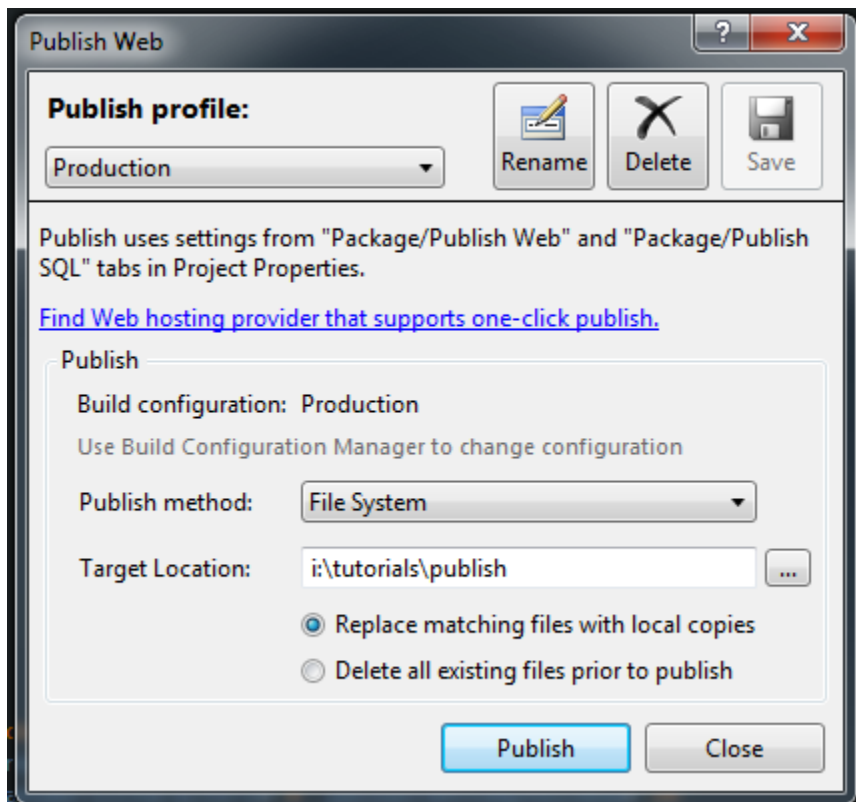 Publish Web
?
Publish profile:
Production
Rename
Delete
Save
Publish uses settings from "Package/Publish Web" and "Package/Publish
SQL" tabs in Project Properties.
Find Web hosting provider that supports one-click publish.
Publish
Build configuration: Production
Use Build Configuration Manager to change configuration
Publish method: File System
Target Location: i:\tutorials\publish
...
Replace matching files with local copies
Delete all existing files prior to publish
Publish
Close